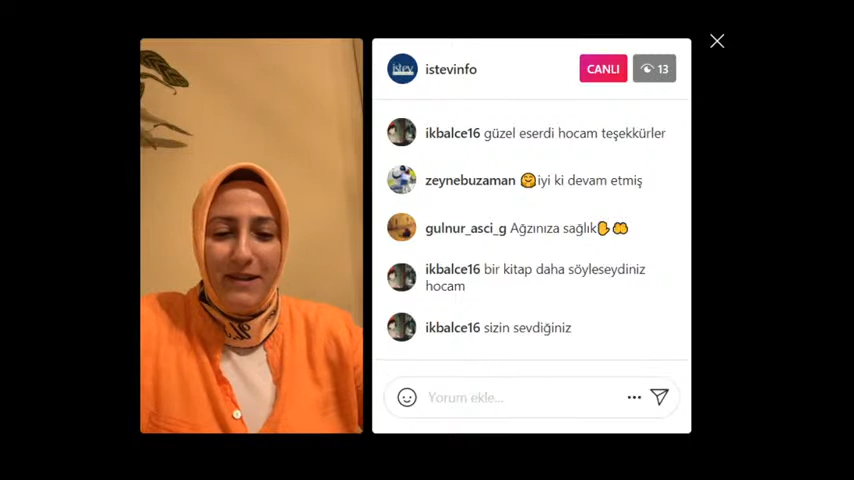 istev
istevinfo
CANLI
13
ikbalce16 güzel eserdi hocam teşekkürler
zeynebuzaman 🤗iyi ki devam etmiş
gulnur_asci_g Ağzınıza sağlık✋🤲
ikbalce16 bir kitap daha söyleseydiniz
hocam
ikbalce16 sizin sevdiğiniz
Yorum ekle...